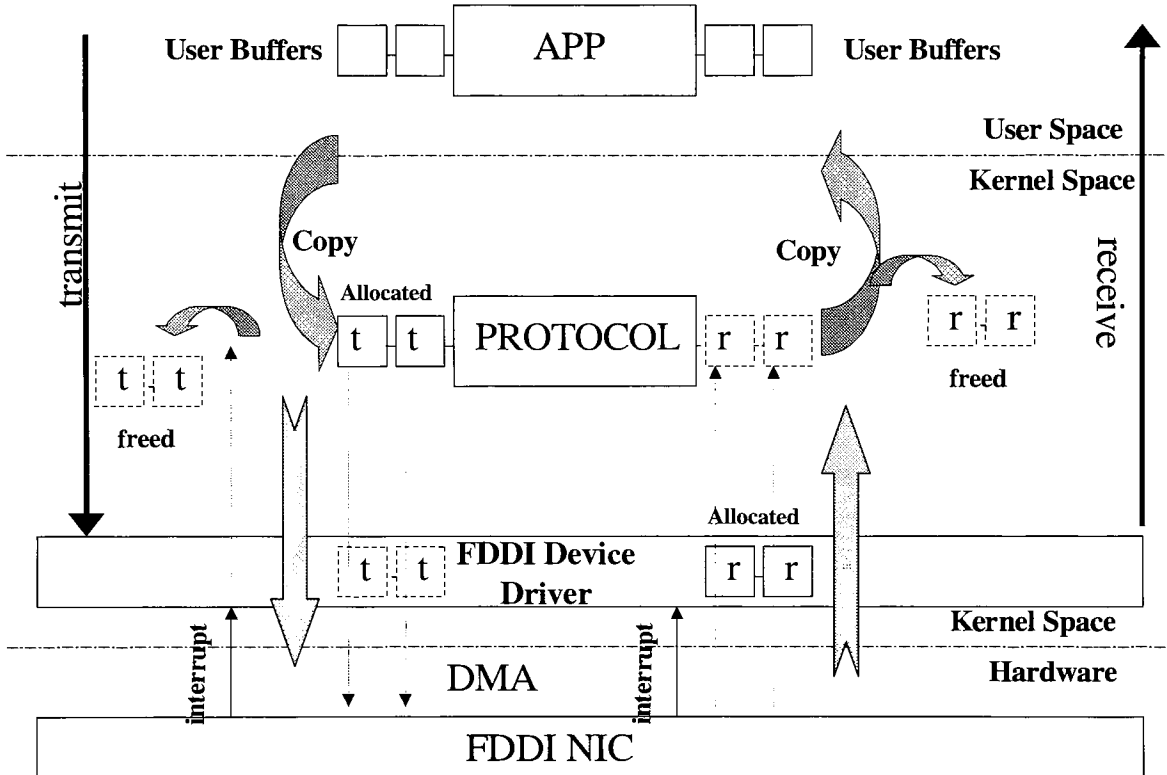 User Buffers
APP
User Buffers
User Space
Kernel Space
transmit
receive
Copy
Copy
Allocated
t t
PROTOCOL
r r
r r
freed
t t
freed
Allocated
FDDI Device
Driver
t t
r r
interrupt
interrupt
Kernel Space
Hardware
DMA
FDDI NIC